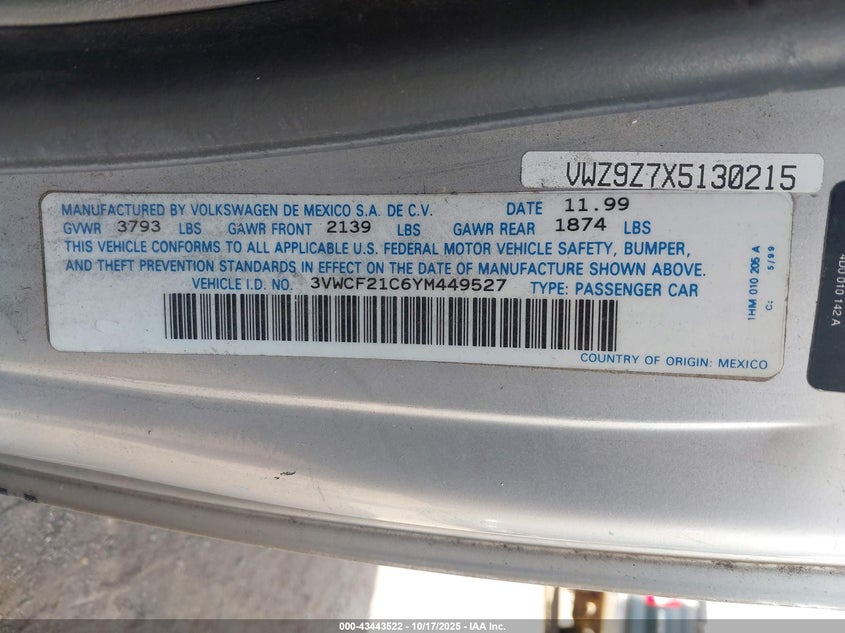 VWZ9Z7X5130215
MANUFACTURED BY VOLKSWAGEN DE MEXICO S.A. DE C.V. DATE 11.99
GVWR 3793 LBS GAWR FRONT 2139 LBS GAWR REAR 1874 LBS
THIS VEHICLE CONFORMS TO ALL APPLICABLE U.S. FEDERAL MOTOR VEHICLE SAFETY, BUMPER,
AND THEFT PREVENTION STANDARDS IN EFFECT ON THE DATE OF MANUFACTURE SHOWN ABOVE.
VEHICLE I.D. NO. 3VWCF21C6YM449527 TYPE: PASSENGER CAR
COUNTRY OF ORIGIN: MEXICO
1HM 010 205 A
C: 5/99
4D0 010 142 A
000-43443522 - 10/17/2025 - IAA Inc.